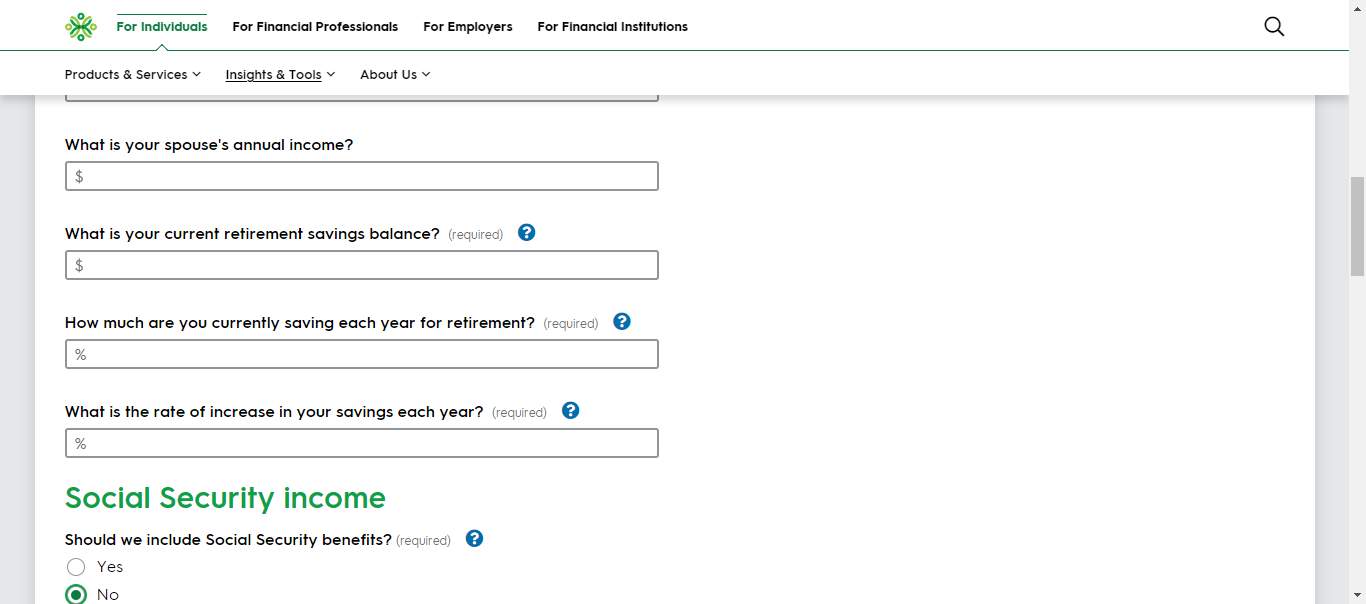 For Individuals For Financial Professionals For Employers For Financial Institutions
Products & Services Insights & Tools About Us
What is your spouse's annual income?
$
What is your current retirement savings balance? (required) ?
$
How much are you currently saving each year for retirement? (required) ?
%
What is the rate of increase in your savings each year? (required) ?
%
Social Security income
Should we include Social Security benefits? (required) ?
Yes
No